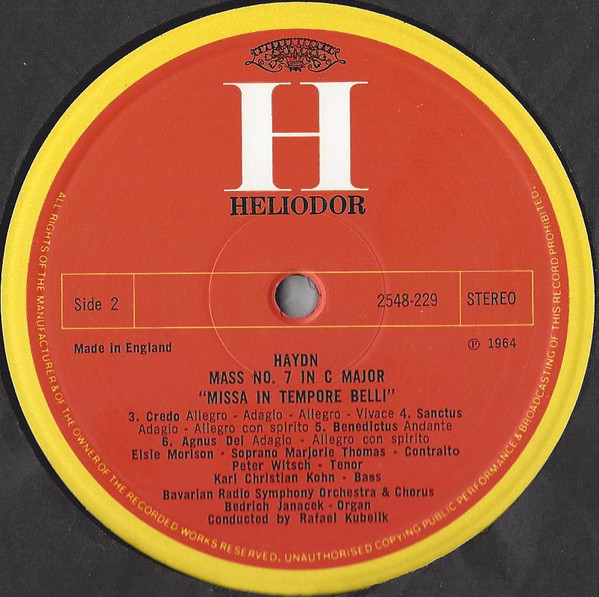 H
HELIODOR
Side 2
2548-229
STEREO
Made in England
℗ 1964
HAYDN
MASS NO. 7 IN C MAJOR
"MISSA IN TEMPORE BELLI"
3. Credo Allegro - Adagio - Allegro - Vivace 4. Sanctus
Adagio - Allegro con spirito 5. Benedictus Andante
6. Agnus Dei Adagio - Allegro con spirito
Elsie Morison - Soprano Marjorie Thomas - Contralto
Peter Witsch - Tenor
Karl Christian Kohn - Bass
Bavarian Radio Symphony Orchestra & Chorus
Bedrich Janacek - Organ
Conducted by Rafael Kubelik
ALL RIGHTS OF THE MANUFACTURER & OF THE OWNER OF THE RECORDED WORKS RESERVED, UNAUTHORISED COPYING PUBLIC PERFORMANCE & BROADCASTING OF THIS RECORD PROHIBITED.